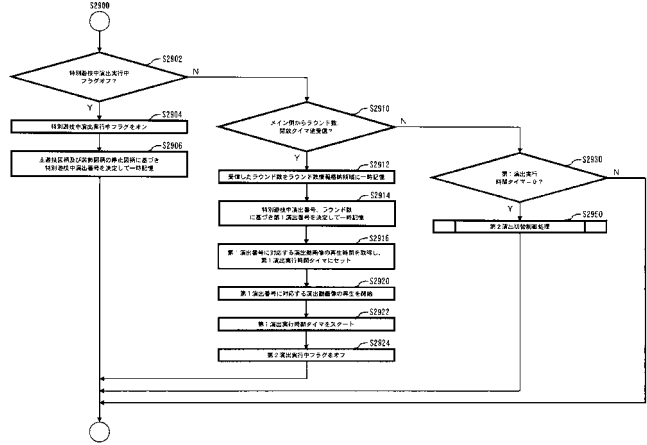 S2900
S2902
特別遊技中演出実行中
フラグオフ?
N
Y
S2904
特別遊技中演出実行中フラグをオン
S2906
主遊技図柄及び装飾図柄の停止図柄に基づき
特別遊技中演出番号を決定して一時記憶
S2910
メイン側からラウンド数、
開放タイマ値受信?
N
Y
S2912
受信したラウンド数をラウンド数情報格納領域に一時記憶
S2914
特別遊技中演出番号、ラウンド数
に基づき第1演出番号を決定して一時記憶
S2916
第1演出番号に対応する演出動画像の再生時間を取得し、
第1演出実行時間タイマにセット
S2920
第1演出番号に対応する演出動画像の再生を開始
S2922
第1演出実行時間タイマをスタート
S2924
第2演出実行中フラグをオフ
S2930
第1演出実行
時間タイマ=0?
N
Y
S2950
第2演出切替制御処理